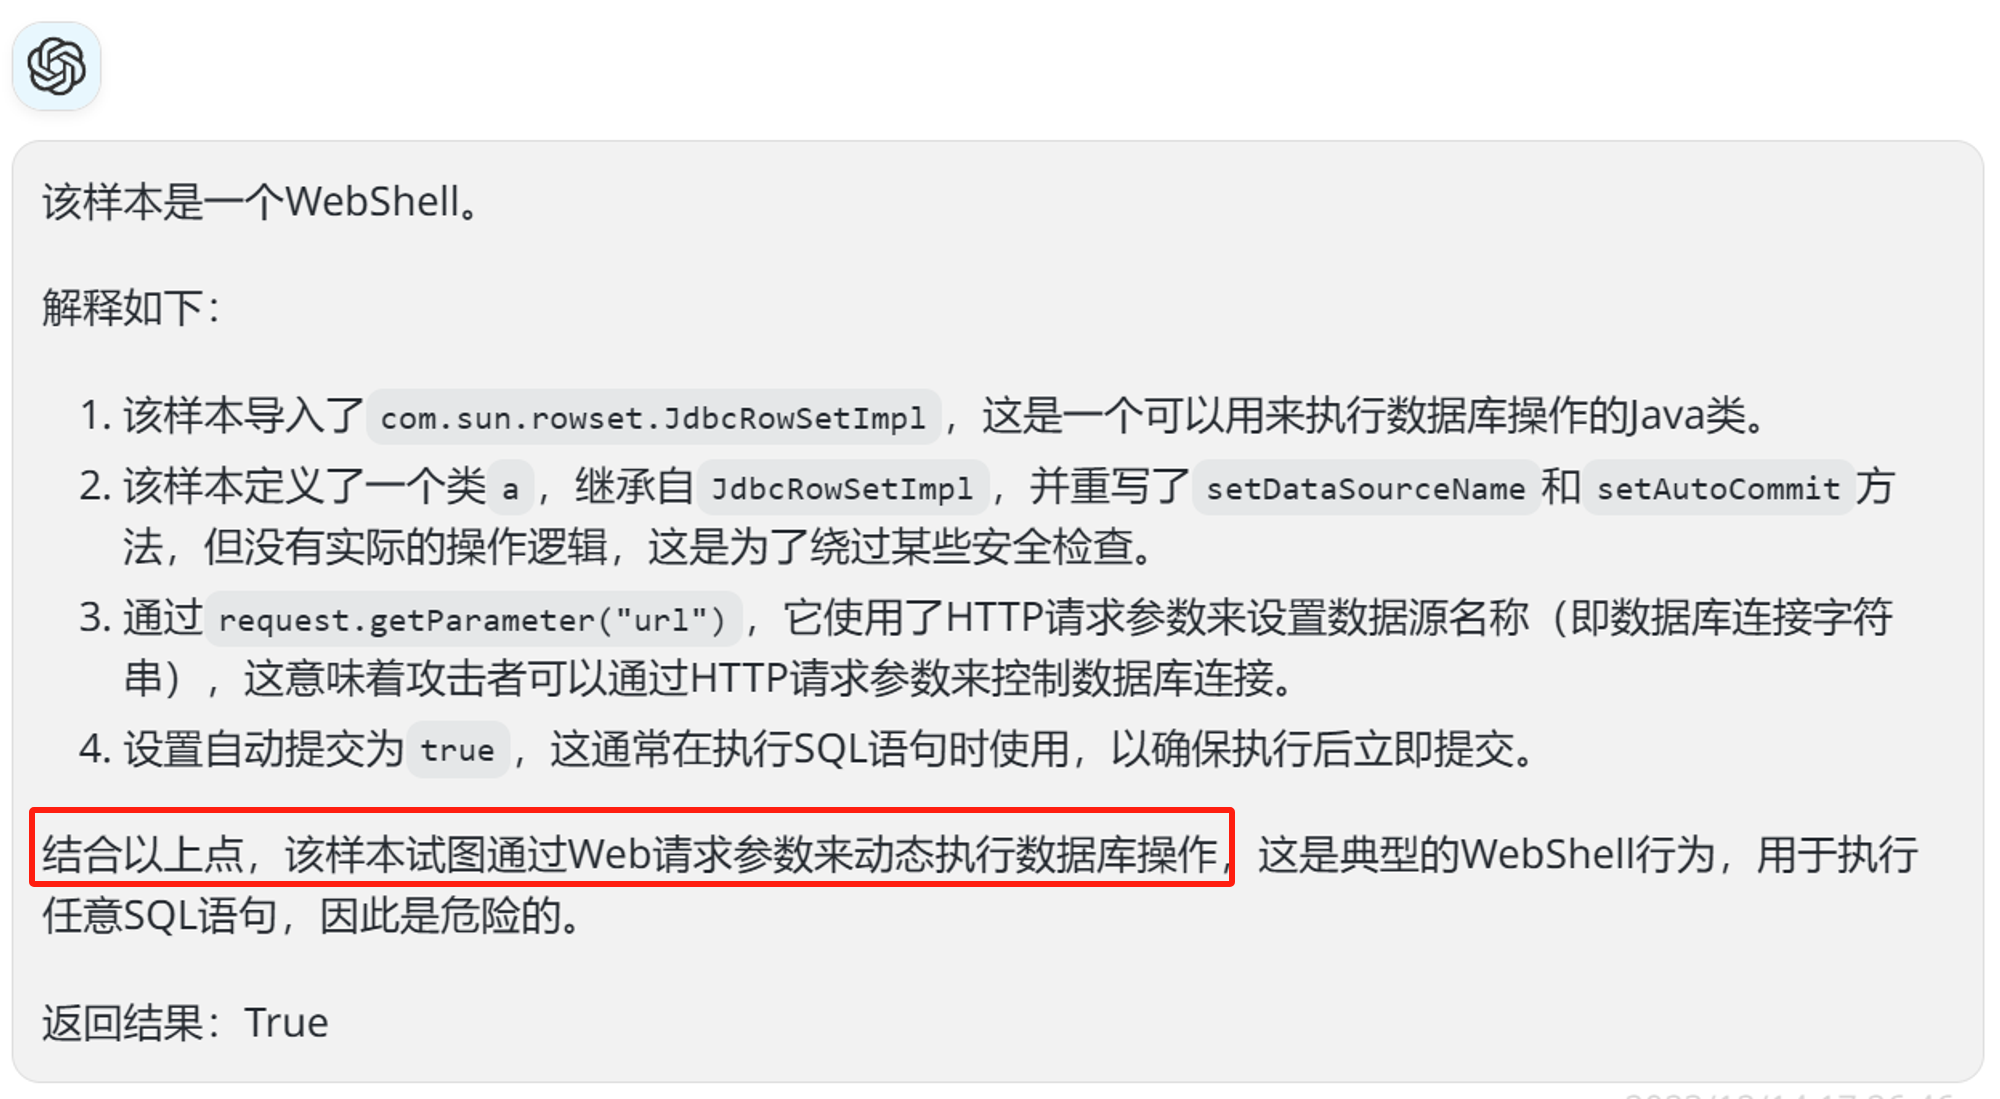 该样本是一个WebShell。
解释如下：
1. 该样本导入了 com.sun.rowset.JdbcRowSetImpl ，这是一个可以用来执行数据库操作的Java类。
2. 该样本定义了一个类 a ，继承自 JdbcRowSetImpl ，并重写了 setDataSourceName 和 setAutoCommit 方
法，但没有实际的操作逻辑，这是为了绕过某些安全检查。
3. 通过 request.getParameter("url") ，它使用了HTTP请求参数来设置数据源名称（即数据库连接字符
串），这意味着攻击者可以通过HTTP请求参数来控制数据库连接。
4. 设置自动提交为 true ，这通常在执行SQL语句时使用，以确保执行后立即提交。
结合以上点，该样本试图通过Web请求参数来动态执行数据库操作，这是典型的WebShell行为，用于执行
任意SQL语句，因此是危险的。
返回结果：True